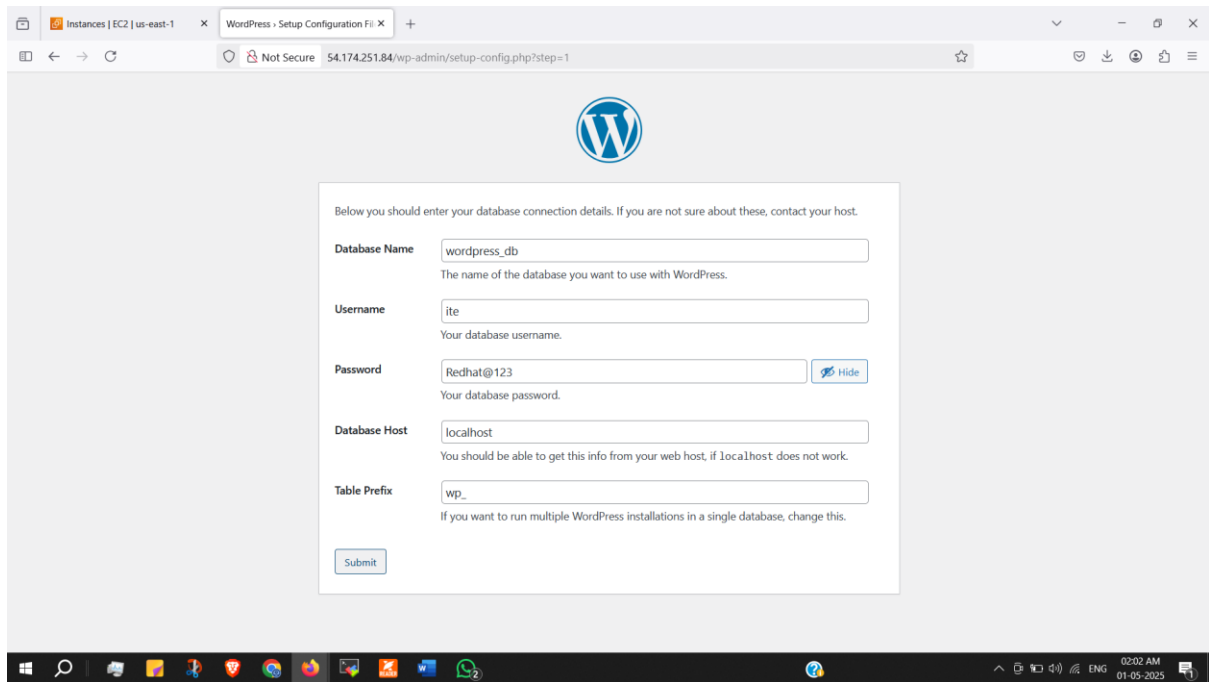 Instances | EC2 | us-east-1
WordPress › Setup Configuration Fil
Not Secure 54.174.251.84/wp-admin/setup-config.php?step=1
Below you should enter your database connection details. If you are not sure about these, contact your host.
Database Name wordpress_db
The name of the database you want to use with WordPress.
Username ite
Your database username.
Password Redhat@123 Hide
Your database password.
Database Host localhost
You should be able to get this info from your web host, if localhost does not work.
Table Prefix wp_
If you want to run multiple WordPress installations in a single database, change this.
Submit
ENG 02:02 AM
01-05-2025